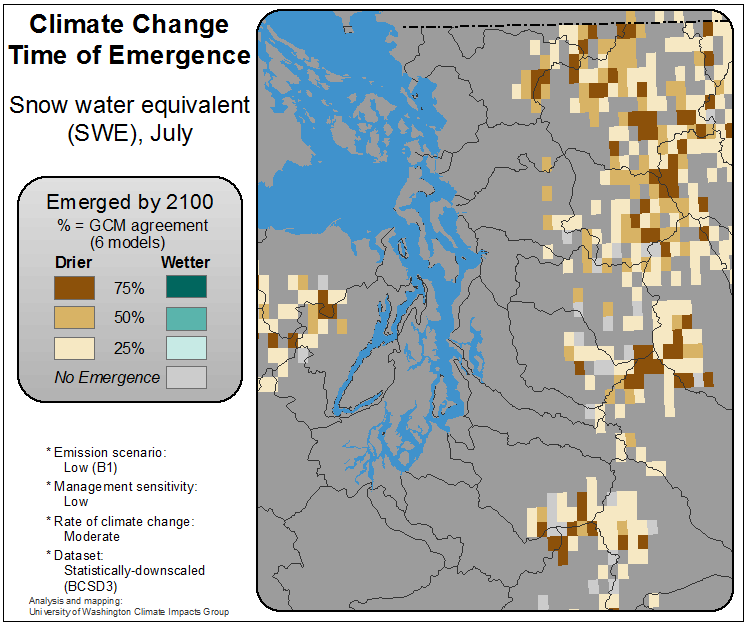 Climate Change
Time of Emergence
Snow water equivalent
(SWE), July
Emerged by 2100
% = GCM agreement
(6 models)
Drier Wetter
75%
50%
25%
No Emergence
* Emission scenario:
Low (B1)
* Management sensitivity:
Low
* Rate of climate change:
Moderate
* Dataset:
Statistically-downscaled
(BCSD3)
Analysis and mapping:
University of Washington Climate Impacts Group